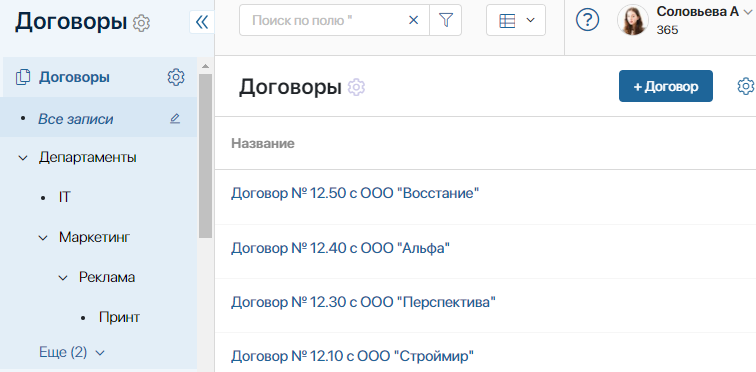 Договоры
Договоры
Все записи
Департаменты
IT
Маркетинг
Реклама
Принт
Еще (2)
Поиск по полю "
?
Соловьева А
365
Договоры
+ Договор
Название
Договор № 12.50 с ООО "Восстание"
Договор № 12.40 с ООО "Альфа"
Договор № 12.30 с ООО "Перспектива"
Договор № 12.10 с ООО "Строймир"